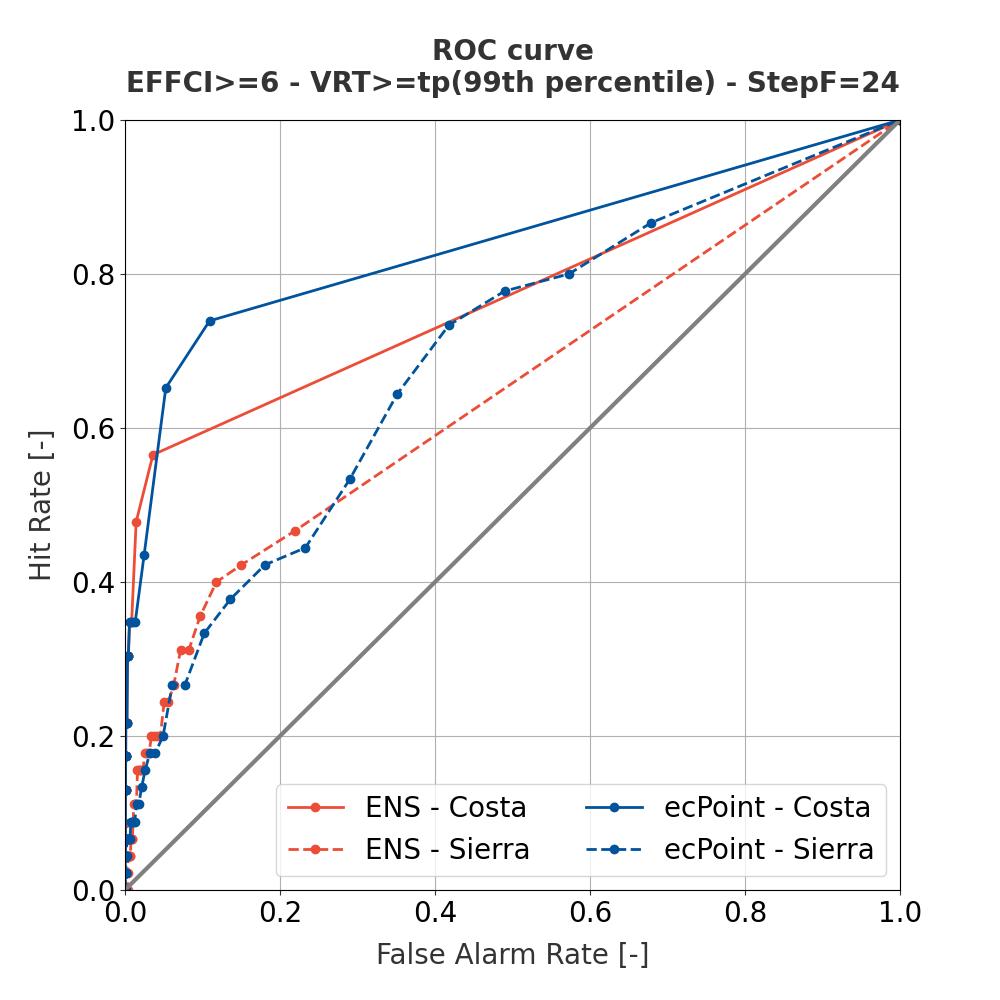 ROC curve
EFFCI>=6 - VRT>=tp(99th percentile) - StepF=24
1.0
0.8
0.6
0.4
0.2
0.0
Hit Rate [-]
ENS - Costa
ENS - Sierra
ecPoint - Costa
ecPoint - Sierra
0.0 0.2 0.4 0.6 0.8 1.0
False Alarm Rate [-]